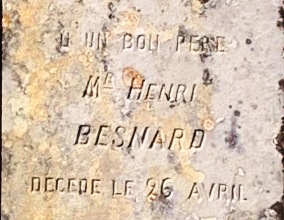 D'UN BON PERE
MR HENRI
BESNARD
DECEDE LE 26 AVRIL